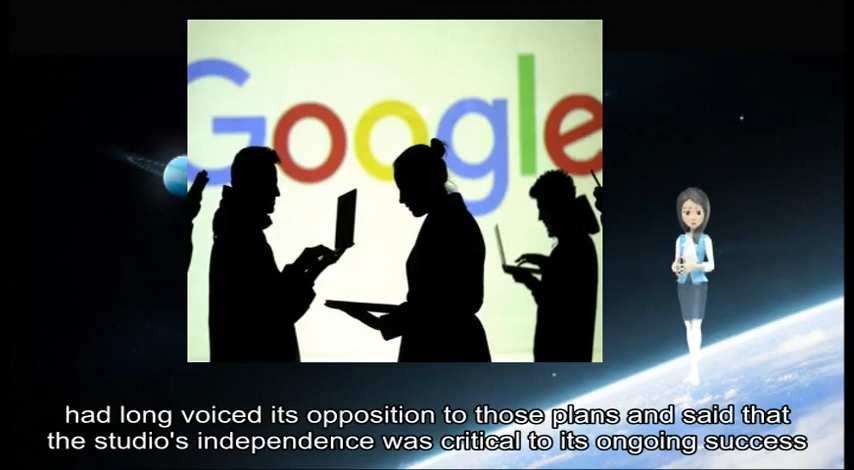 Google
had long voiced its opposition to those plans and said that
the studio's independence was critical to its ongoing success